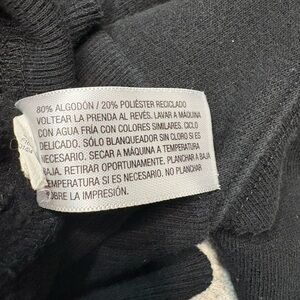 80% ALGODÓN / 20% POLIÉSTER RECICLADO
VOLTEAR LA PRENDA AL REVÉS. LAVAR A MÁQUINA
CON AGUA FRÍA CON COLORES SIMILARES. CICLO
DELICADO. SÓLO BLANQUEADOR SIN CLORO SI ES
NECESARIO. SECAR A MÁQUINA A TEMPERATURA
BAJA. RETIRAR OPORTUNAMENTE. PLANCHAR A BAJA
TEMPERATURA SI ES NECESARIO. NO PLANCHAR
SOBRE LA IMPRESIÓN.